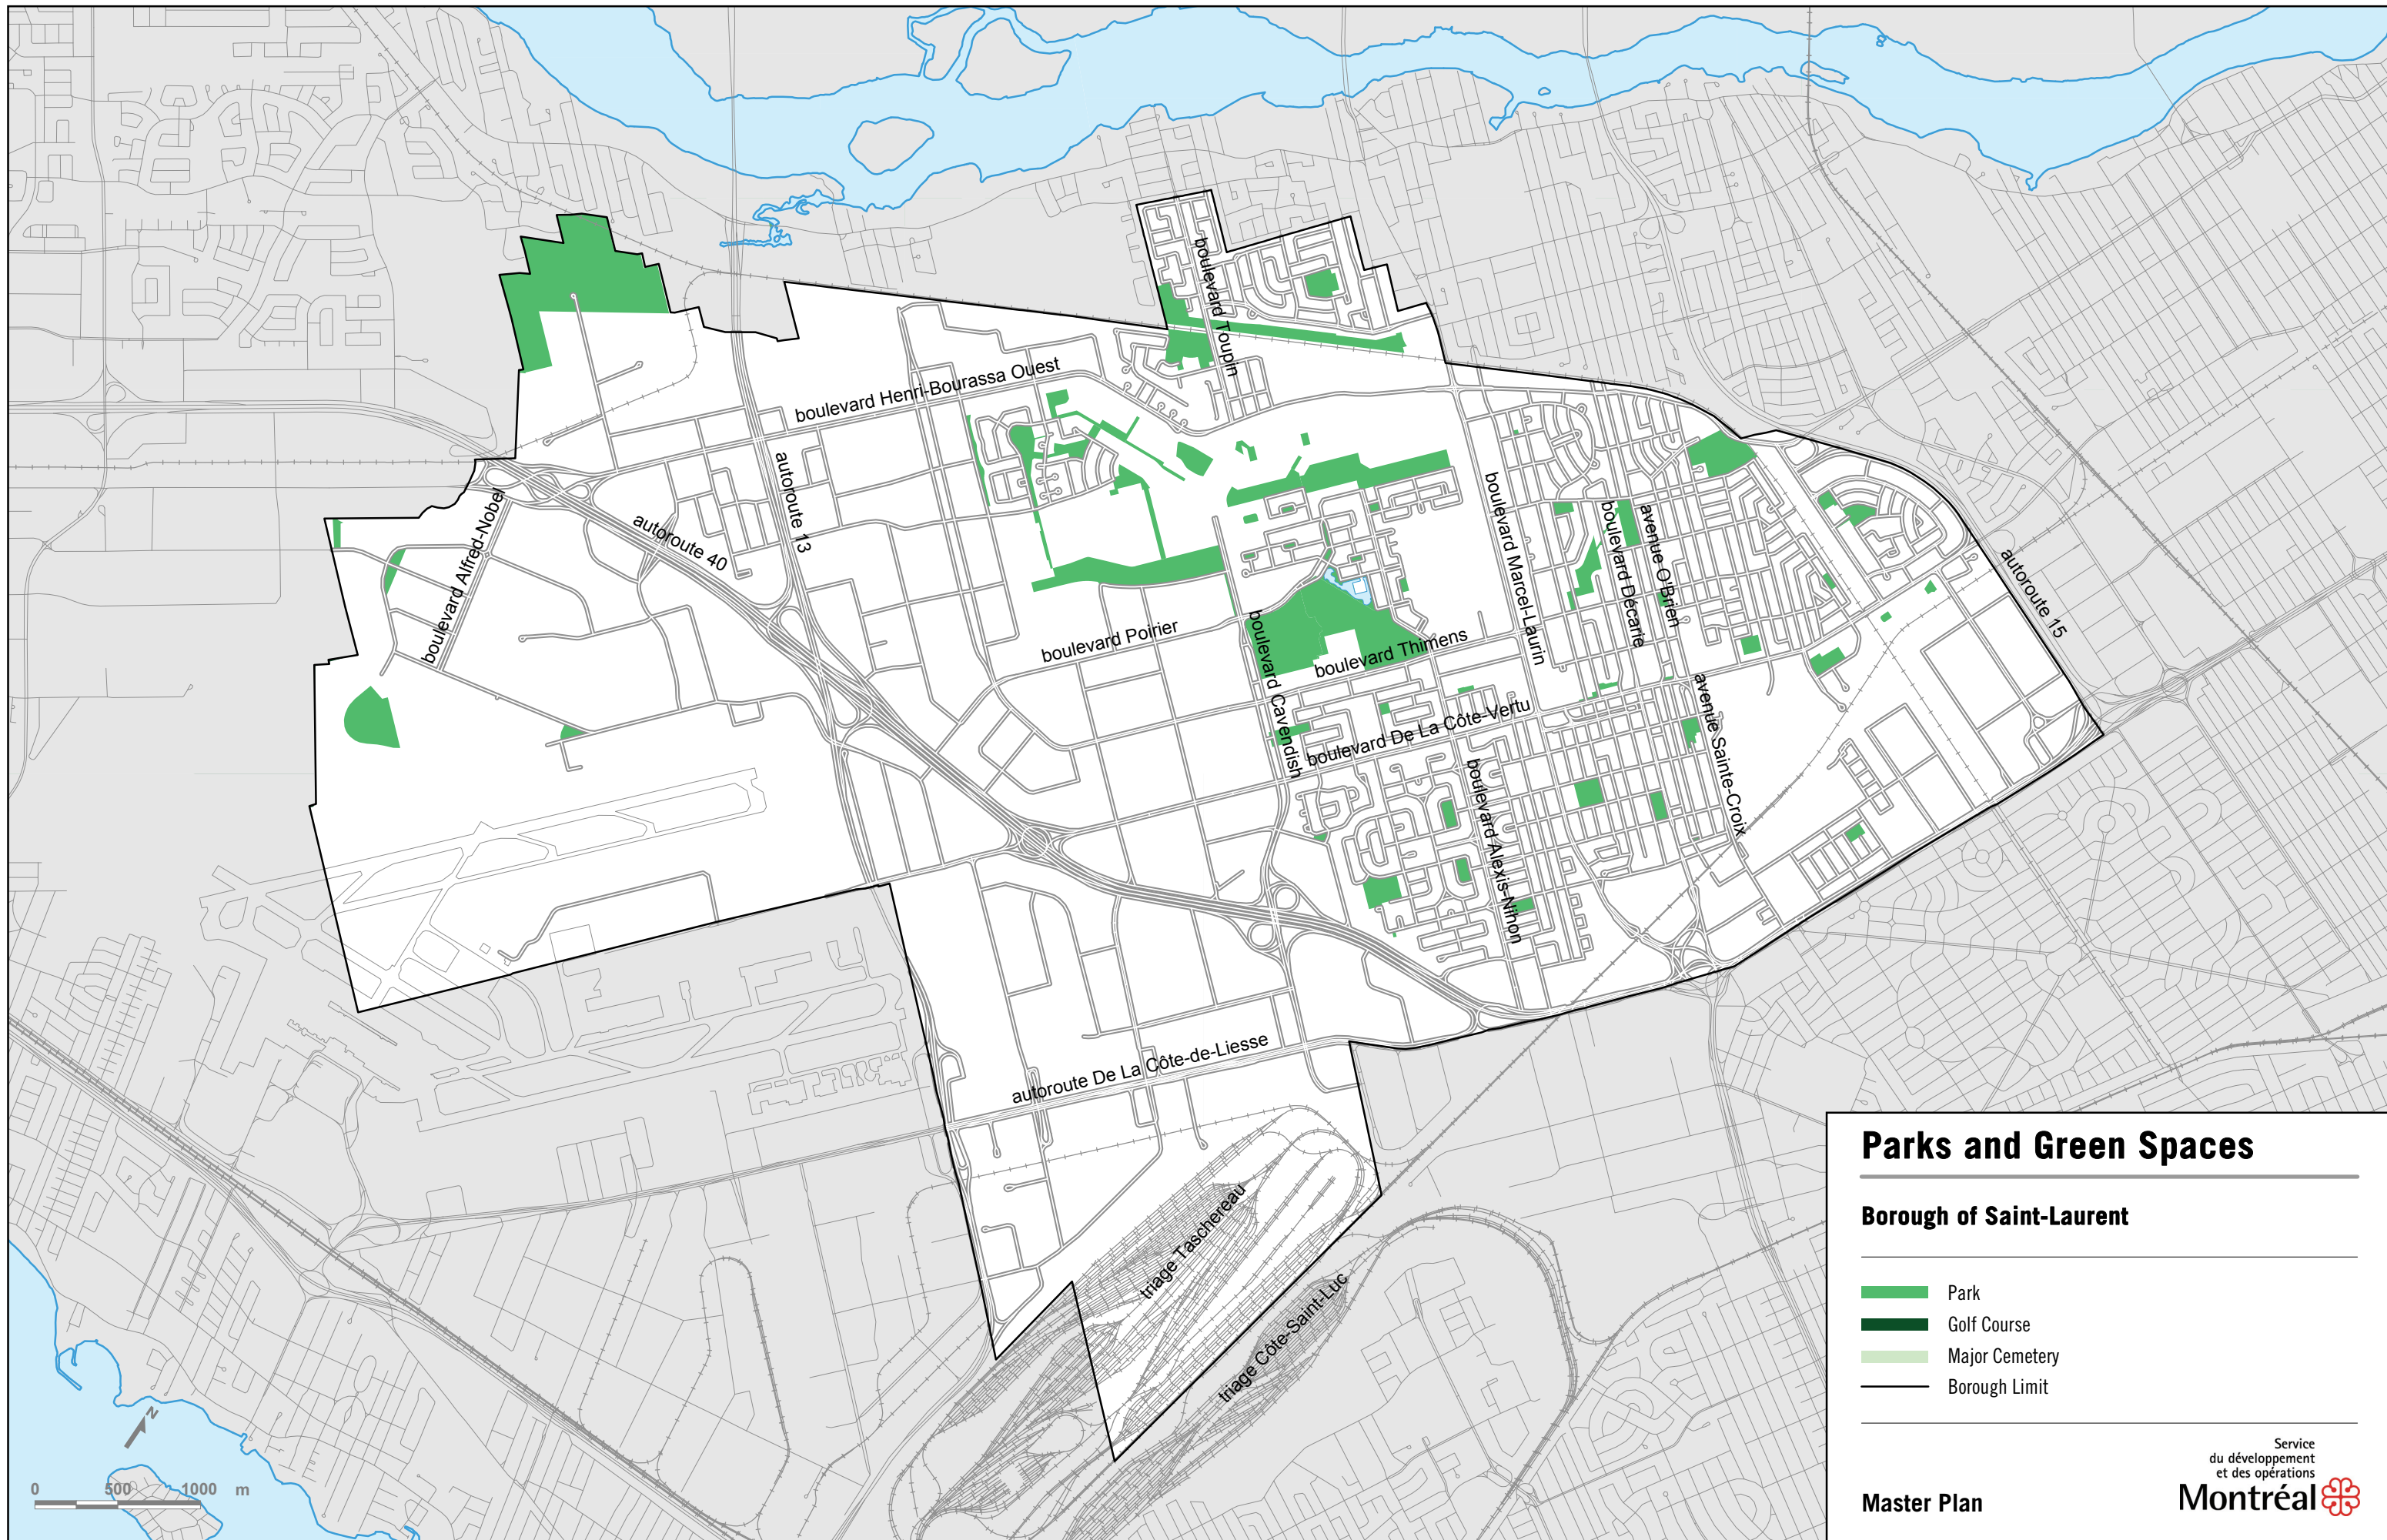 boulevard Toupin
boulevard Henri-Bourassa Ouest
autoroute 13
boulevard Alfred-Nobel
autoroute 40
boulevard Marcel-Laurin
boulevard Décarie
avenue O'Brien
autoroute 15
boulevard Poirier
boulevard Cavendish
boulevard Thimens
avenue Sainte-Croix
boulevard De La Côte-Vertu
boulevard Alexis-Nihon
autoroute De La Côte-de-Liesse
triage Taschereau
triage Côte-Saint-Luc
N
0 500 1000 m
Parks and Green Spaces
Borough of Saint-Laurent
Park
Golf Course
Major Cemetery
Borough Limit
Service
du développement
et des opérations
Montréal
Master Plan